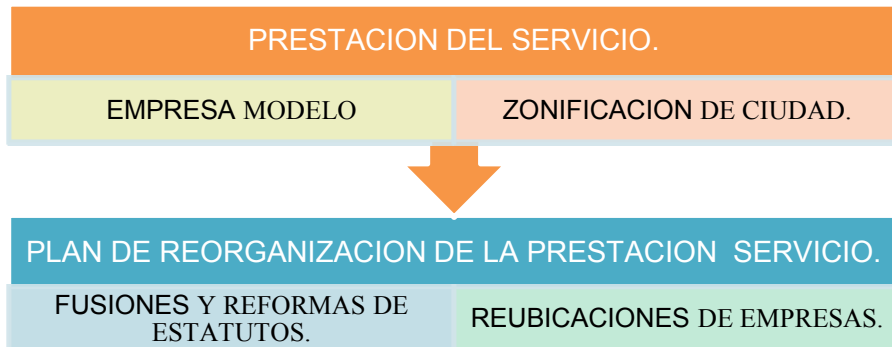 PRESTACION DEL SERVICIO.
EMPRESA MODELO
ZONIFICACION DE CIUDAD.
PLAN DE REORGANIZACION DE LA PRESTACION SERVICIO.
FUSIONES Y REFORMAS DE
ESTATUTOS.
REUBICACIONES DE EMPRESAS.